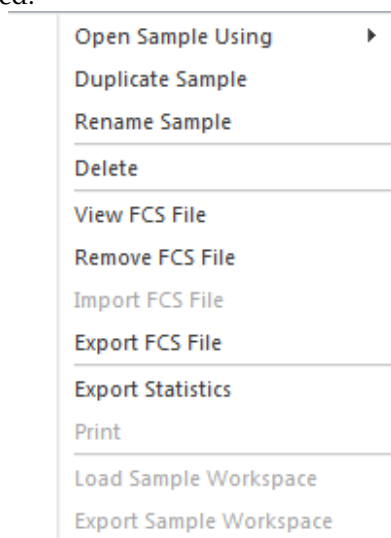 Open Sample Using
Duplicate Sample
Rename Sample
Delete
View FCS File
Remove FCS File
Import FCS File
Export FCS File
Export Statistics
Print
Load Sample Workspace
Export Sample Workspace